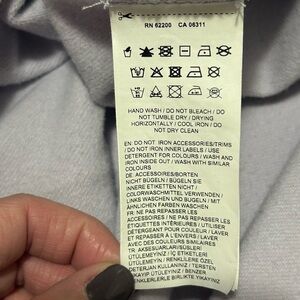 RN 62200 CA 06311
HAND WASH / DO NOT BLEACH / DO
NOT TUMBLE DRY / DRYING
HORIZONTALLY / COOL IRON / DO
NOT DRY CLEAN
EN: DO NOT IRON ACCESSORIES/TRIMS
/ DO NOT IRON INNER LABELS / USE
DETERGENT FOR COLOURS / WASH AND
IRON INSIDE OUT / WASH WITH SIMILAR
COLOURS
DE: ACCESSOIRES/BORTEN
NICHT BÜGELN / BÜGELN SIE
INNERE ETIKETTEN NICHT /
COLORWASCHMITTEL VERWENDEN /
LINKS WASCHEN UND BÜGELN / MIT
ÄHNLICHEN FARBEN WASCHEN
FR: NE PAS REPASSER LES
ACCESSOIRES / NE PAS REPASSER LES
ÉTIQUETTES INTÉRIEURES / UTILISER
DÉTERGENT POUR COULEUR / LAVER
ET REPASSER À L'ENVERS / LAVER
AVEC DES COULEURS SIMILAIRES
TR: AKSESUARLARI/SÜSLERİ
ÜTÜLEMEYİN / İÇ ETİKETLERİ
ÜTÜLEMEYİN / RENKLİLERE ÖZEL
DETERJAN KULLANINIZ / TERSTEN
YIKAYIP ÜTÜLEYİNİZ / BENZER
RENKLERLE BİRLİKTE YIKAYINIZ